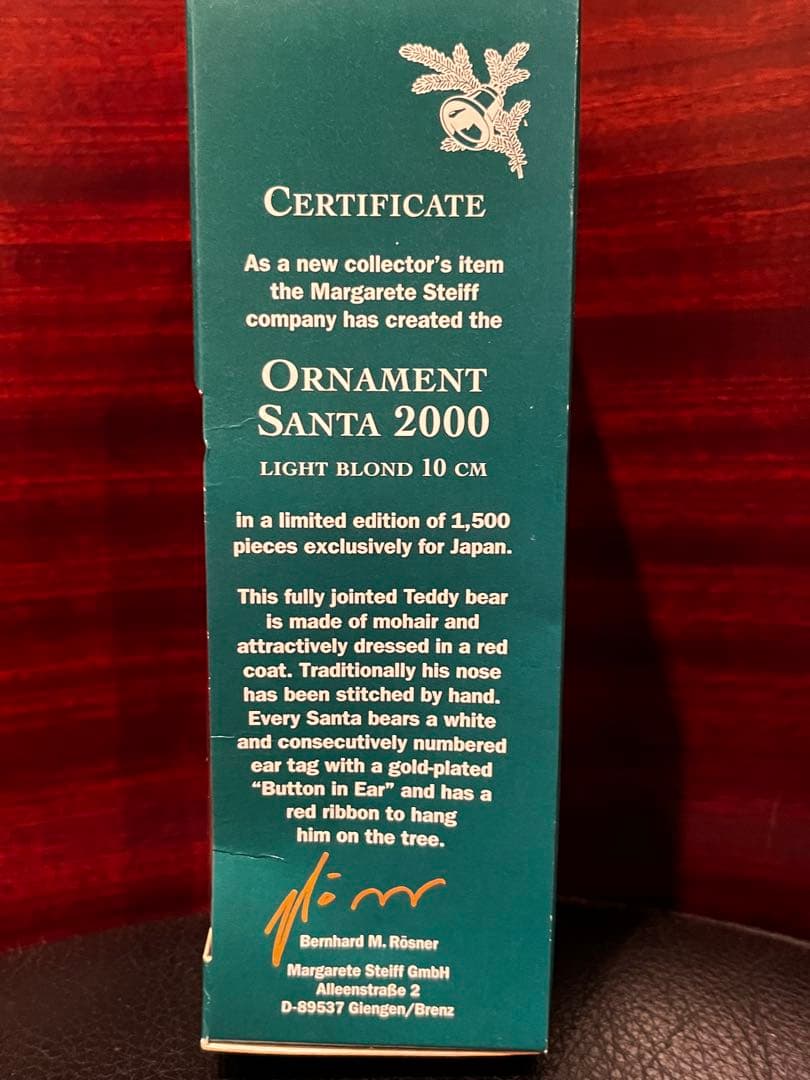 CERTIFICATE
As a new collector's item
the Margarete Steiff
company has created the
ORNAMENT
SANTA 2000
LIGHT BLOND 10 CM
in a limited edition of 1,500
pieces exclusively for Japan.
This fully jointed Teddy bear
is made of mohair and
attractively dressed in a red
coat. Traditionally his nose
has been stitched by hand.
Every Santa bears a white
and consecutively numbered
ear tag with a gold-plated
“Button in Ear” and has a
red ribbon to hang
him on the tree.
Bernhard M. Rösner
Margarete Steiff GmbH
Alleenstraße 2
D-89537 Giengen/Brenz